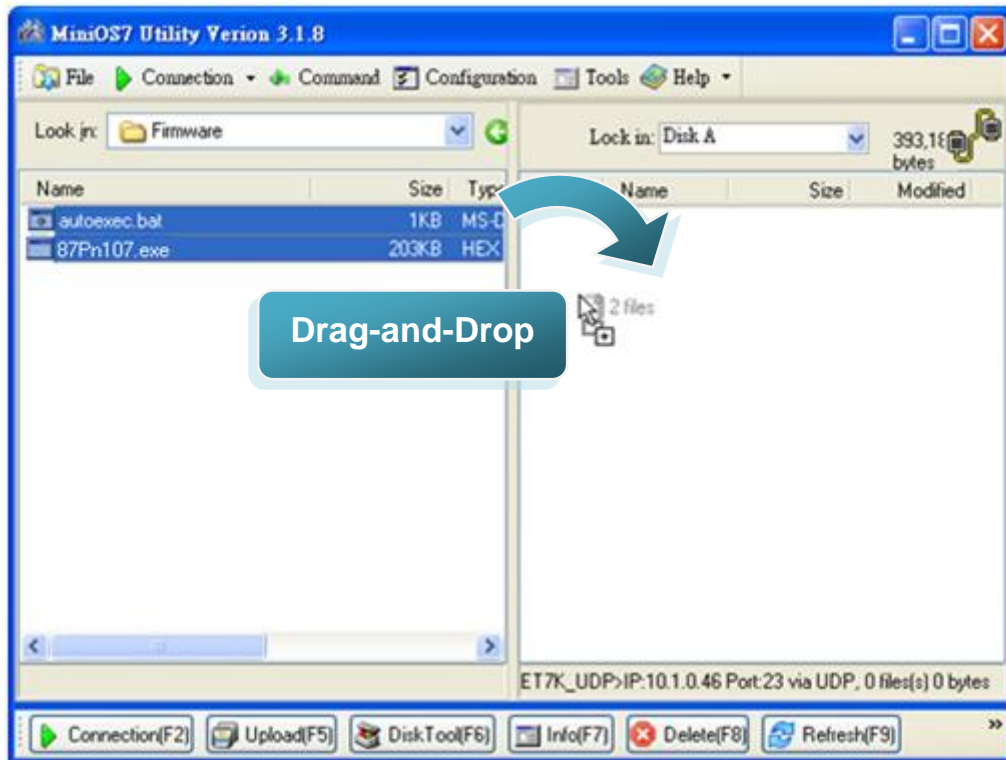 MiniOS7 Utility Verion 3.1.8
File Connection Command Configuration Tools Help
Look in: Firmware
Lock in: Disk A
393,18
bytes
Name Size Type
Name Size Modified
autoexec.bat 1KB MS-D
87Pn107.exe 203KB HEX
2 files
Drag-and-Drop
ET7K_UDP>IP:10.1.0.46 Port:23 via UDP, 0 files(s) 0 bytes
Connection(F2) Upload(F5) DiskTool(F6) Info(F7) Delete(F8) Refresh(F9)